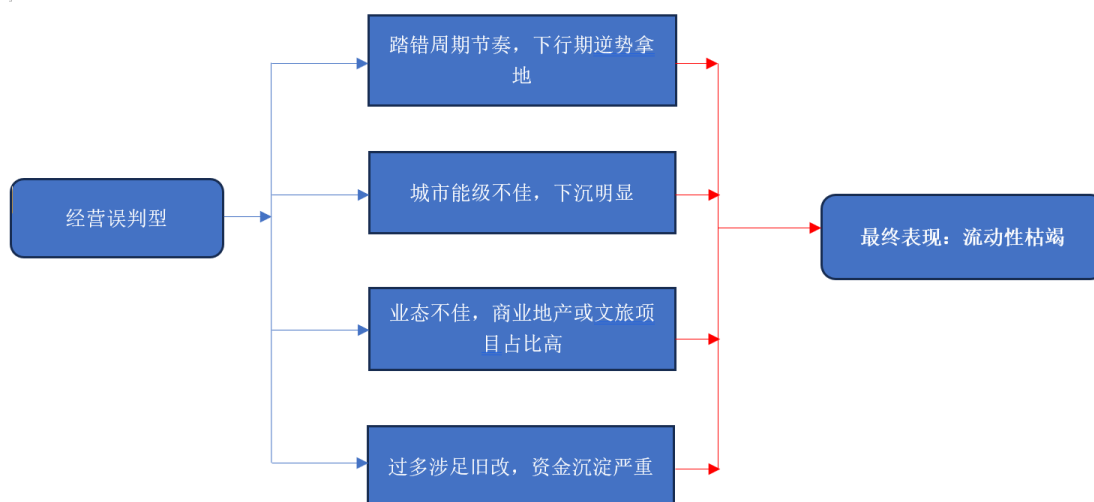 踏错周期节奏，下行期逆势拿
地
城市能级不佳，下沉明显
经营误判型
最终表现：流动性枯竭
业态不佳，商业地产或文旅项
目占比高
过多涉足旧改，资金沉淀严重